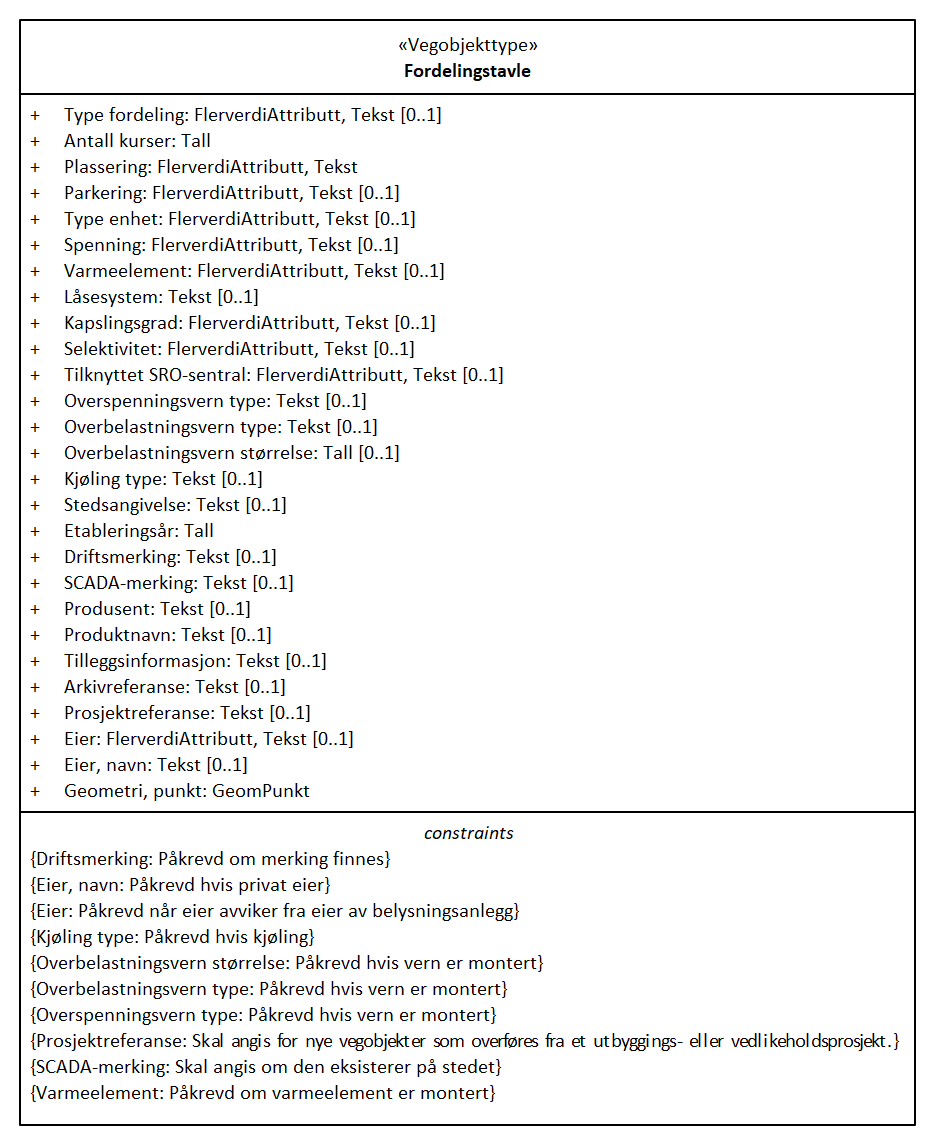 «Vegobjekttype»
Fordelingstavle
+ Type fordeling: FlerverdiAttributt, Tekst [0..1]
+ Antall kurser: Tall
+ Plassering: FlerverdiAttributt, Tekst
+ Parkering: FlerverdiAttributt, Tekst [0..1]
+ Type enhet: FlerverdiAttributt, Tekst [0..1]
+ Spenning: FlerverdiAttributt, Tekst [0..1]
+ Varmeelement: FlerverdiAttributt, Tekst [0..1]
+ Låsesystem: Tekst [0..1]
+ Kapslingsgrad: FlerverdiAttributt, Tekst [0..1]
+ Selektivitet: FlerverdiAttributt, Tekst [0..1]
+ Tilknyttet SRO-sentral: FlerverdiAttributt, Tekst [0..1]
+ Overspenningsvern type: Tekst [0..1]
+ Overbelastningsvern type: Tekst [0..1]
+ Overbelastningsvern størrelse: Tall [0..1]
+ Kjøling type: Tekst [0..1]
+ Stedsangivelse: Tekst [0..1]
+ Etableringsår: Tall
+ Driftsmerking: Tekst [0..1]
+ SCADA-merking: Tekst [0..1]
+ Produsent: Tekst [0..1]
+ Produktnavn: Tekst [0..1]
+ Tilleggsinformasjon: Tekst [0..1]
+ Arkivreferanse: Tekst [0..1]
+ Prosjektreferanse: Tekst [0..1]
+ Eier: FlerverdiAttributt, Tekst [0..1]
+ Eier, navn: Tekst [0..1]
+ Geometri, punkt: GeomPunkt
constraints
{Driftsmerking: Påkrevd om merking finnes}
{Eier, navn: Påkrevd hvis privat eier}
{Eier: Påkrevd når eier avviker fra eier av belysningsanlegg}
{Kjøling type: Påkrevd hvis kjøling}
{Overbelastningsvern størrelse: Påkrevd hvis vern er montert}
{Overbelastningsvern type: Påkrevd hvis vern er montert}
{Overspenningsvern type: Påkrevd hvis vern er montert}
{Prosjektreferanse: Skal angis for nye vegobjekter som overføres fra et utbyggings- eller vedlikeholdsprosjekt.}
{SCADA-merking: Skal angis om den eksisterer på stedet}
{Varmeelement: Påkrevd om varmeelement er montert}